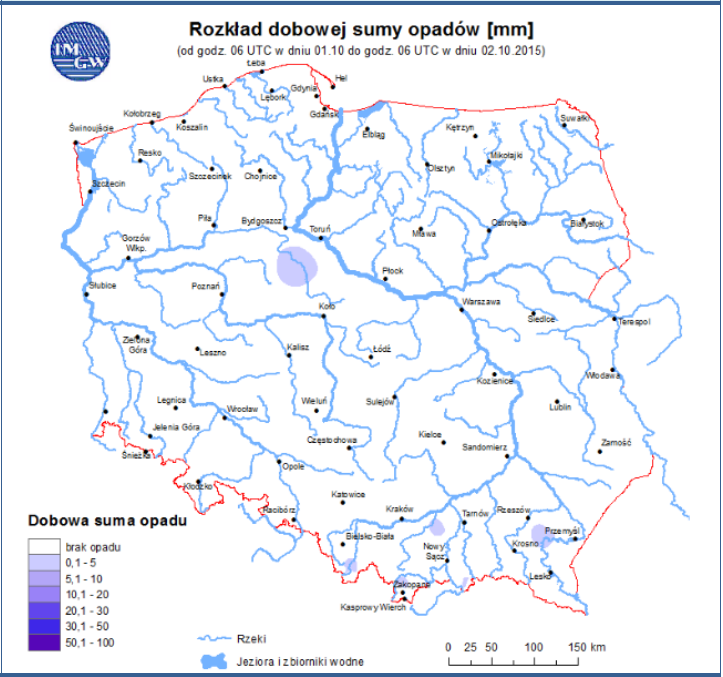 Rozkład dobowej sumy opadów [mm]
(od godz. 06 UTC w dniu 01.10 do godz. 06 UTC w dniu 02.10.2015)
IM
GW
Łeba
Ustka
Hel
Gdynia
Lębork
Gdańsk
Kołobrzeg
Koszalin
Świnoujście
Elbląg
Kętrzyn
Suwałki
Resko
Mikołajki
Olsztyn
Szczecinek
Chojnice
Szczecin
Piła
Bydgoszcz
Toruń
Mława
Ostrołęka
Białystok
Gorzów
Wlkp.
Płock
Słubice
Poznań
Koło
Warszawa
Siedlce
Terespol
Zielona
Góra
Leszno
Kalisz
Łódź
Włodawa
Kozienice
Legnica
Wrocław
Wieluń
Sulejów
Lublin
Jelenia Góra
Śnieżka
Częstochowa
Kielce
Sandomierz
Zamość
Opole
Kłodzko
Katowice
Racibórz
Kraków
Tarnów
Rzeszów
Przemyśl
Bielsko-Biała
Nowy
Sącz
Krosno
Lesko
Zakopane
Kasprowy Wierch
Dobowa suma opadu
brak opadu
0,1 - 5
5,1 - 10
10,1 - 20
20,1 - 30
30,1 - 50
50,1 - 100
Rzeki
Jeziora i zbiorniki wodne
0 25 50 100 150 km